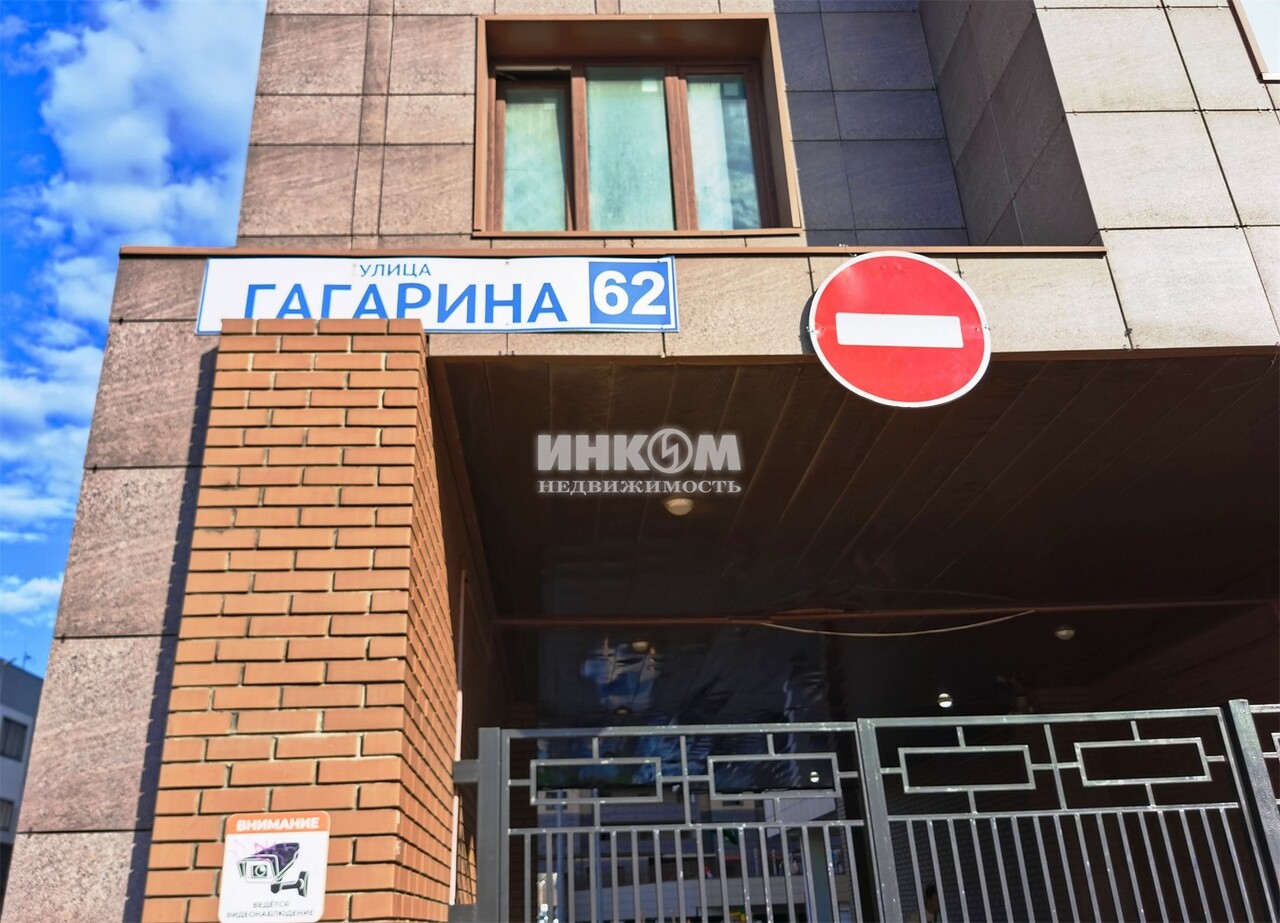 УЛИЦА
ГАГАРИНА 62
ИНКОМ
НЕДВИЖИМОСТЬ
ВНИМАНИЕ
ВЕДЁТСЯ
ВИДЕОНАБЛЮДЕНИЕ